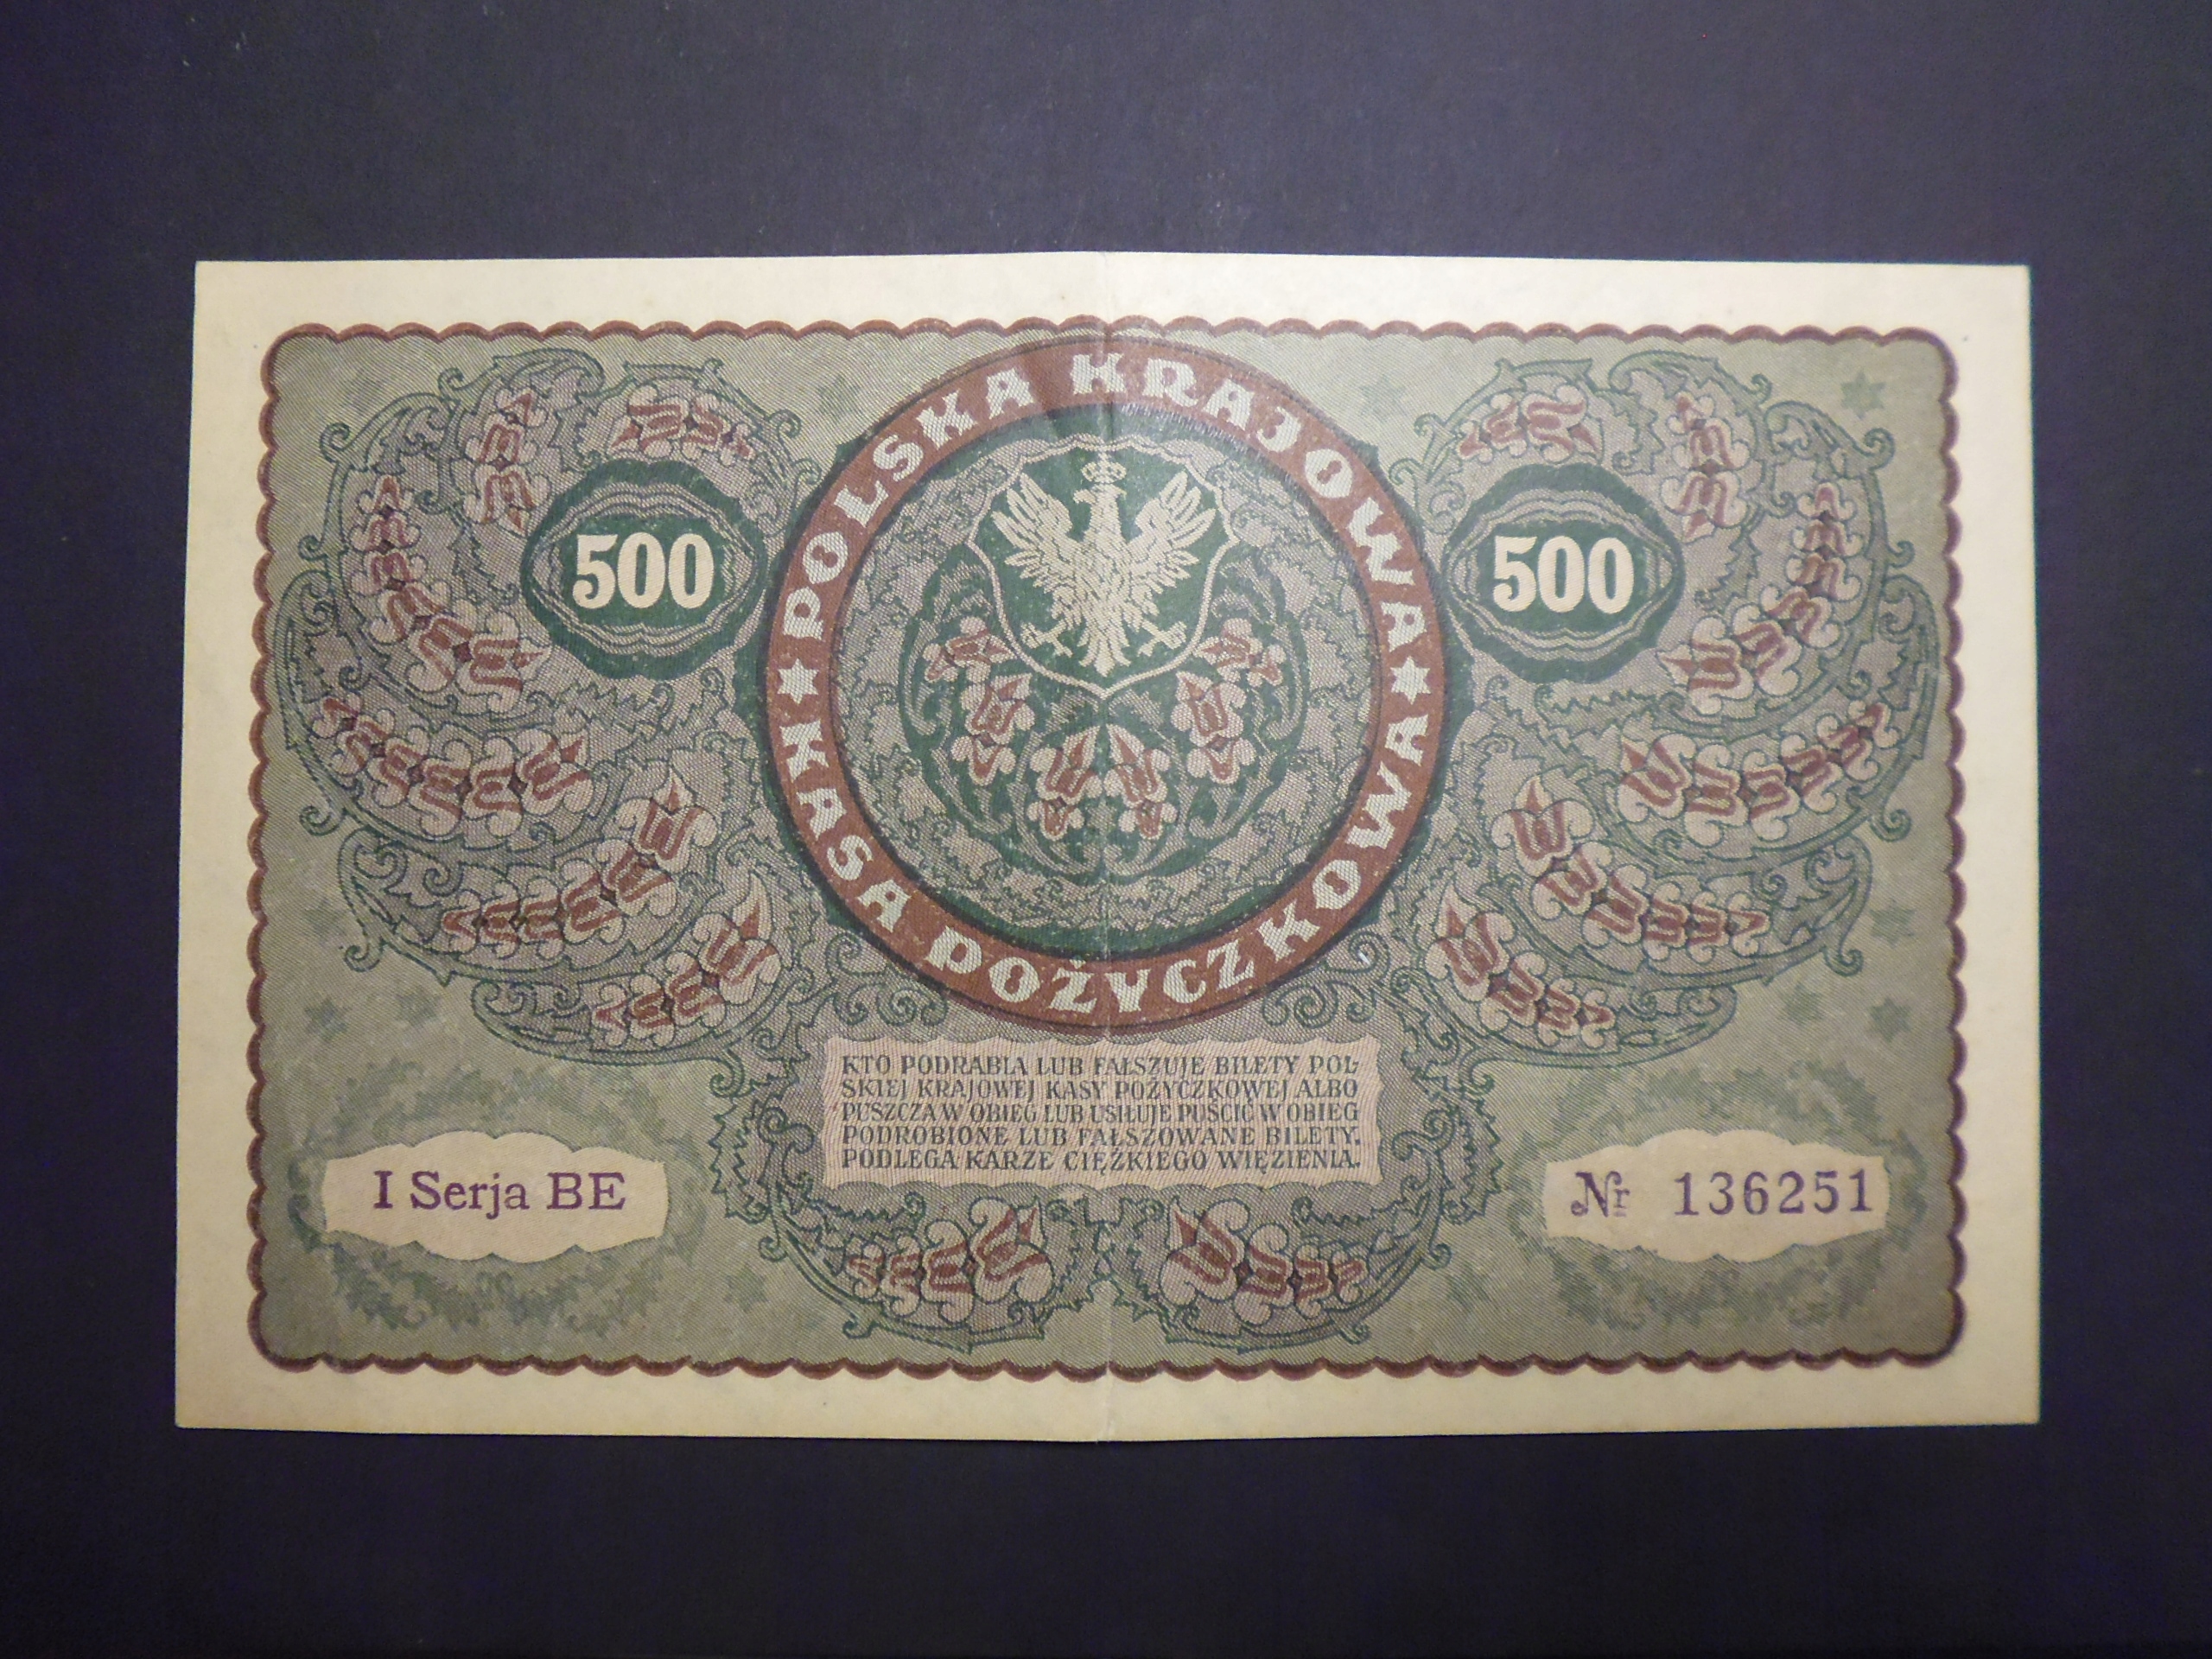 POLSKA KRAJOWA
KASA POŻYCZKOWA
500
500
KTO PODRABIA LUB FAŁSZUJE BILETY POL-
SKIEJ KRAJOWEJ KASY POŻYCZKOWEJ ALBO
PUSZCZA W OBIEG LUB USIŁUJE PUŚCIĆ W OBIEG
PODROBIONE LUB FAŁSZOWANE BILETY,
PODLEGA KARZE CIĘŻKIEGO WIĘZIENIA.
I Serja BE
Nr 136251